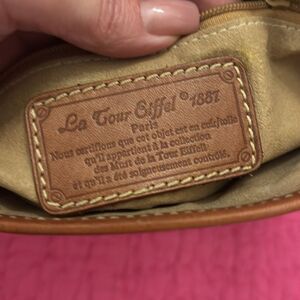 La Tour Eiffel © 1887
Paris
Nous certifions que cet objet est en cuir/toile
qu'il appartient à la collection
des Must de la Tour Eiffel
et qu'il a été soigneusement contrôlé.